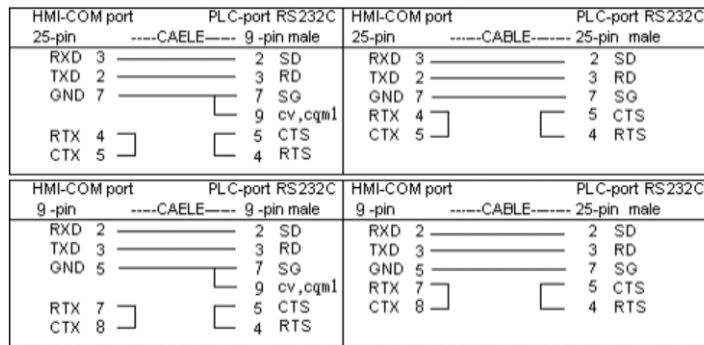 HMI-COM port PLC-port RS232C
25-pin ----CAELE----- 9 -pin male
RXD 3 2 SD
TXD 2 3 RD
GND 7 7 SG
9 cv,cqm1
RTX 4 5 CTS
CTX 5 4 RTS
HMI-COM port PLC-port RS232C
25-pin -----CABLE------ 25-pin male
RXD 3 2 SD
TXD 2 3 RD
GND 7 7 SG
RTX 4 5 CTS
CTX 5 4 RTS
HMI-COM port PLC-port RS232C
9 -pin ----CAELE----- 9 -pin male
RXD 2 2 SD
TXD 3 3 RD
GND 5 7 SG
9 cv,cqm1
RTX 7 5 CTS
CTX 8 4 RTS
HMI-COM port PLC-port RS232C
9 -pin -----CABLE------ 25-pin male
RXD 2 2 SD
TXD 3 3 RD
GND 5 7 SG
RTX 7 5 CTS
CTX 8 4 RTS